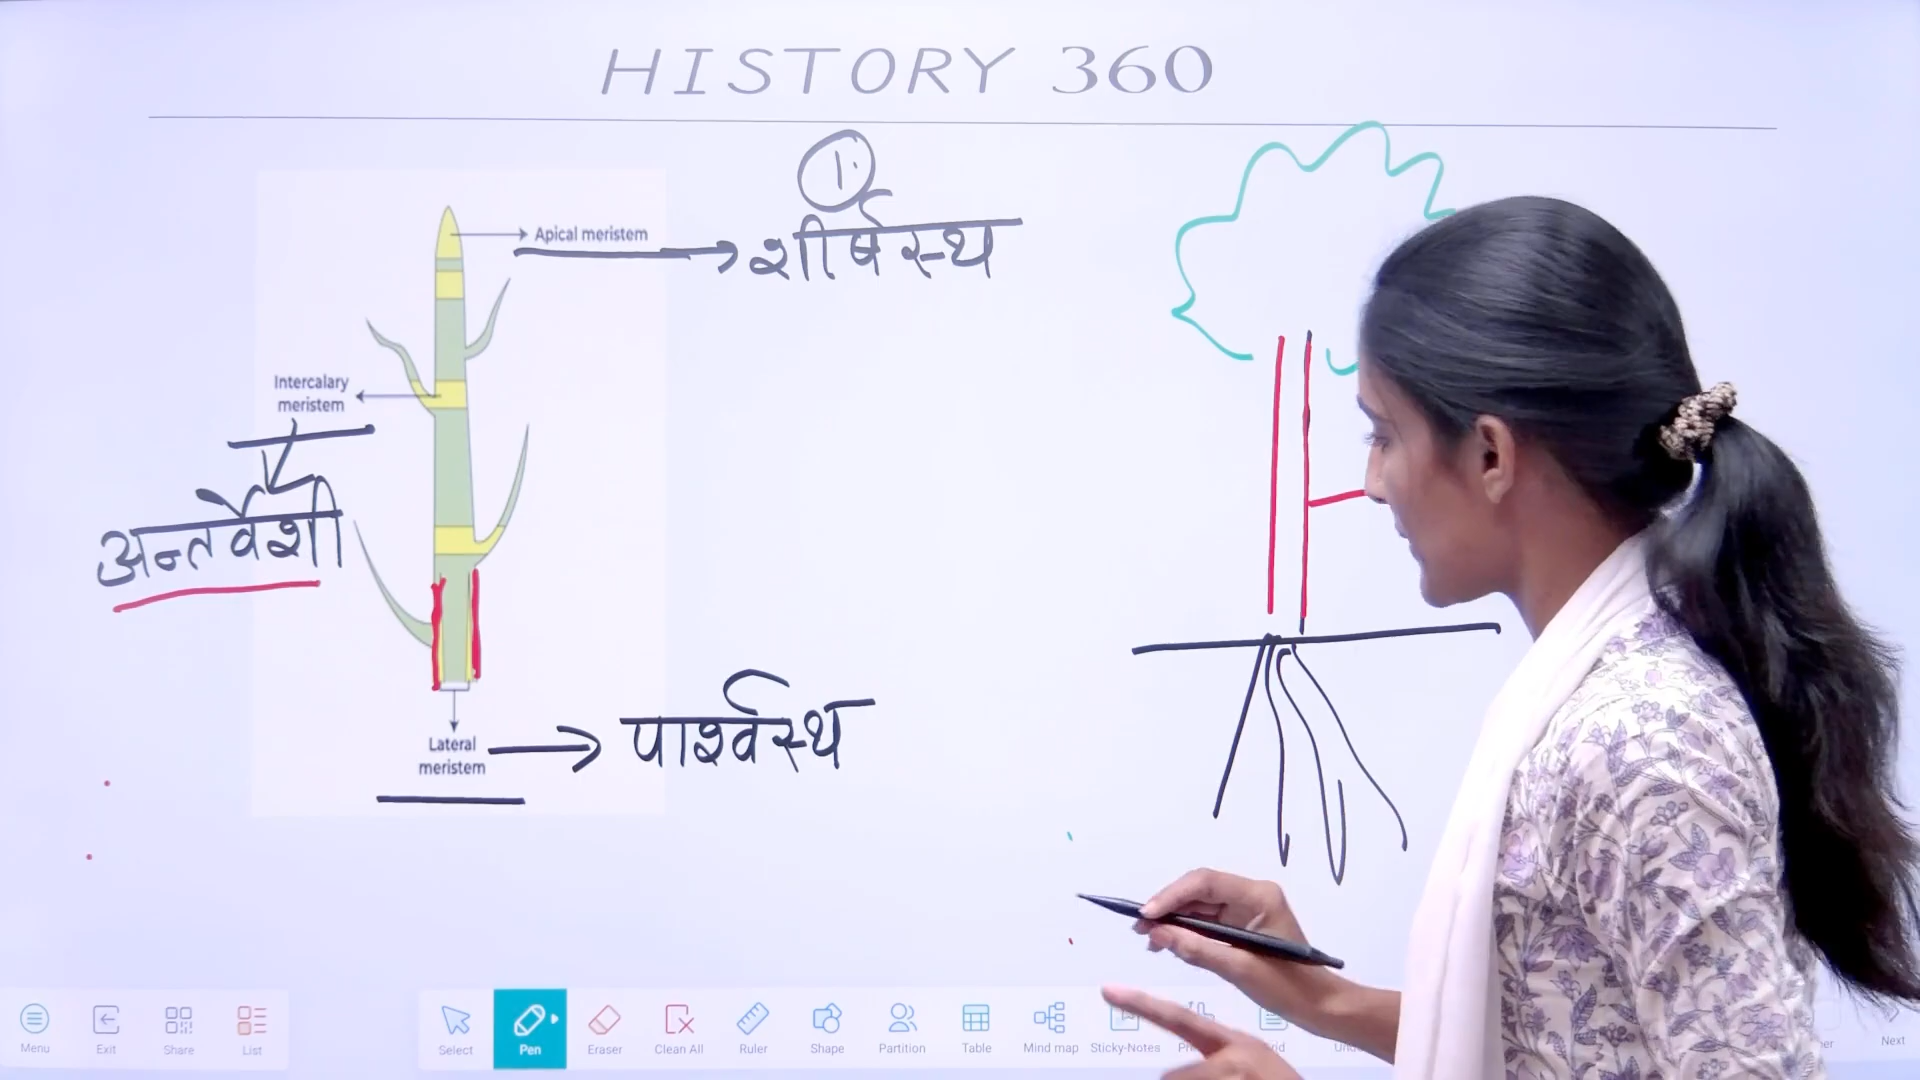 HISTORY 360
1.
Apical meristem
शीर्षस्थ
Intercalary
meristem
अन्तर्वेशी
Lateral
meristem
पार्श्वस्थ
Menu
Exit
Share
List
Select
Pen
Eraser
Clean All
Ruler
Shape
Partition
Table
Mind map
Sticky-Notes
Next